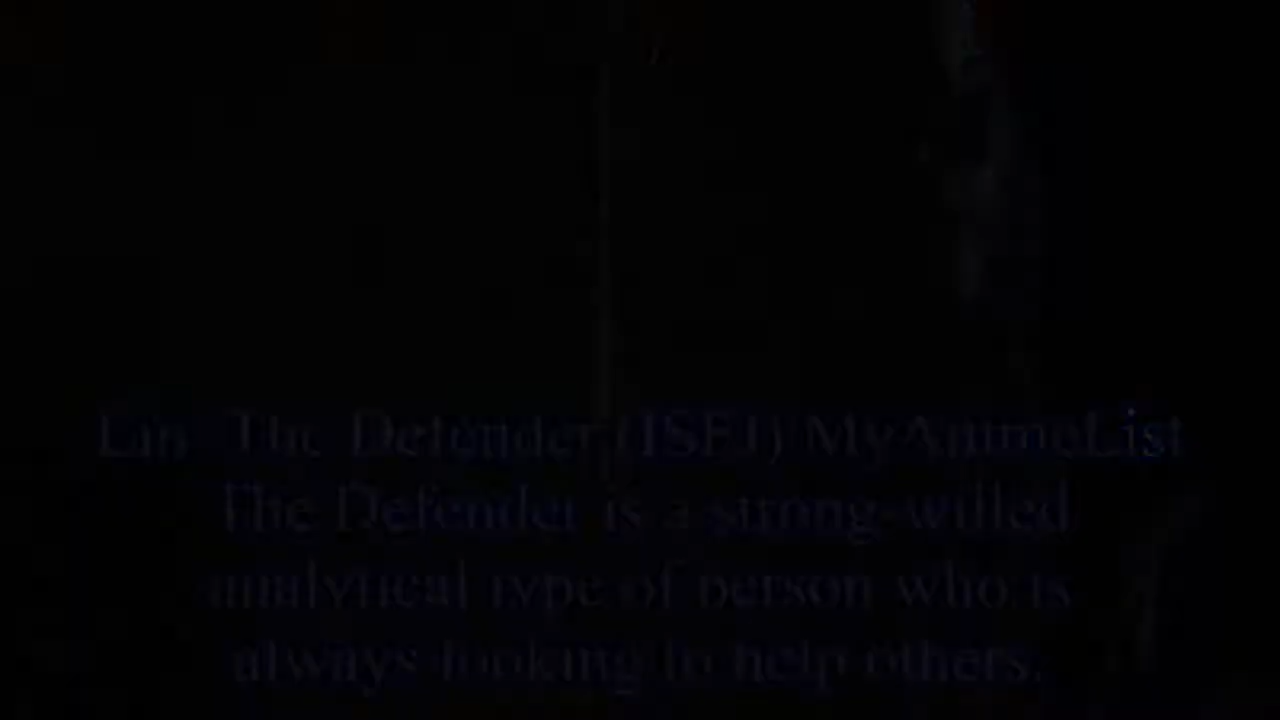 The Defender (ISFJ) MyAnimeList
The Defender is a strong-willed
analytical type of person who is
always looking to help others.